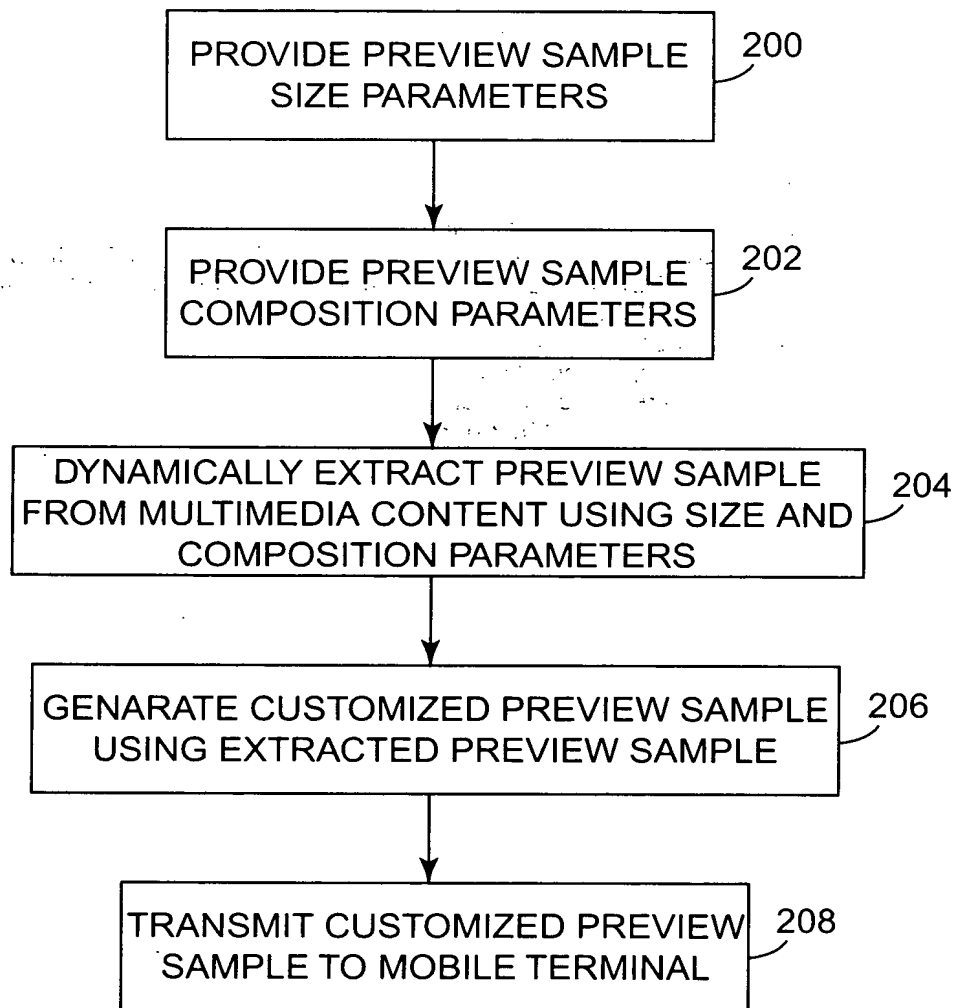 PROVIDE PREVIEW SAMPLE
SIZE PARAMETERS
200
PROVIDE PREVIEW SAMPLE
COMPOSITION PARAMETERS
202
DYNAMICALLY EXTRACT PREVIEW SAMPLE
FROM MULTIMEDIA CONTENT USING SIZE AND
COMPOSITION PARAMETERS
204
GENARATE CUSTOMIZED PREVIEW SAMPLE
USING EXTRACTED PREVIEW SAMPLE
206
TRANSMIT CUSTOMIZED PREVIEW
SAMPLE TO MOBILE TERMINAL
208